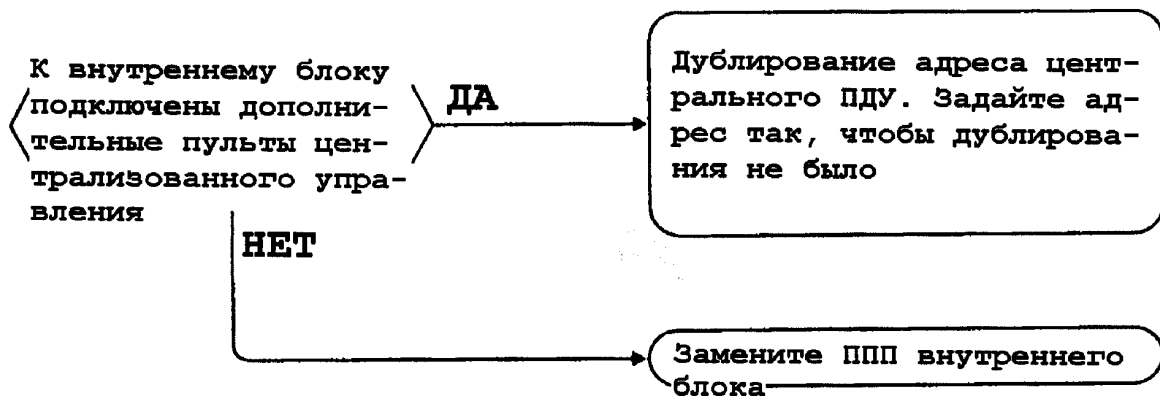 К внутреннему блоку
подключены дополни-
тельные пульты цен-
трализованного упра-
вления
ДА
Дублирование адреса цент-
рального ПДУ. Задайте ад-
рес так, чтобы дублирова-
ния не было
НЕТ
Замените ППП внутреннего
блока